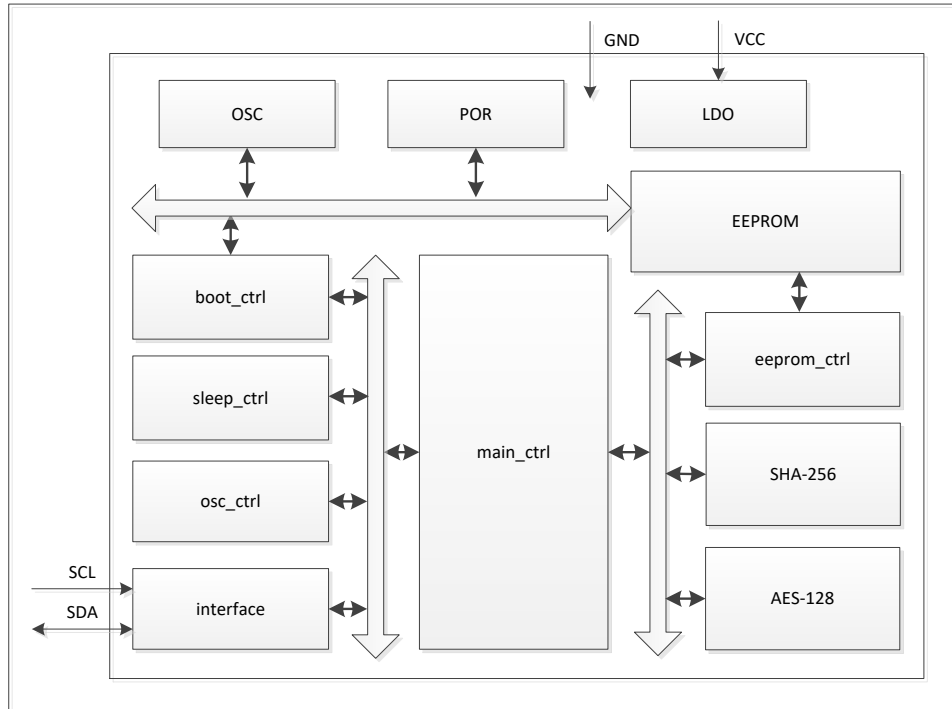 GND
VCC
OSC
POR
LDO
EEPROM
boot_ctrl
eeprom_ctrl
sleep_ctrl
main_ctrl
SHA-256
osc_ctrl
SCL
interface
SDA
AES-128